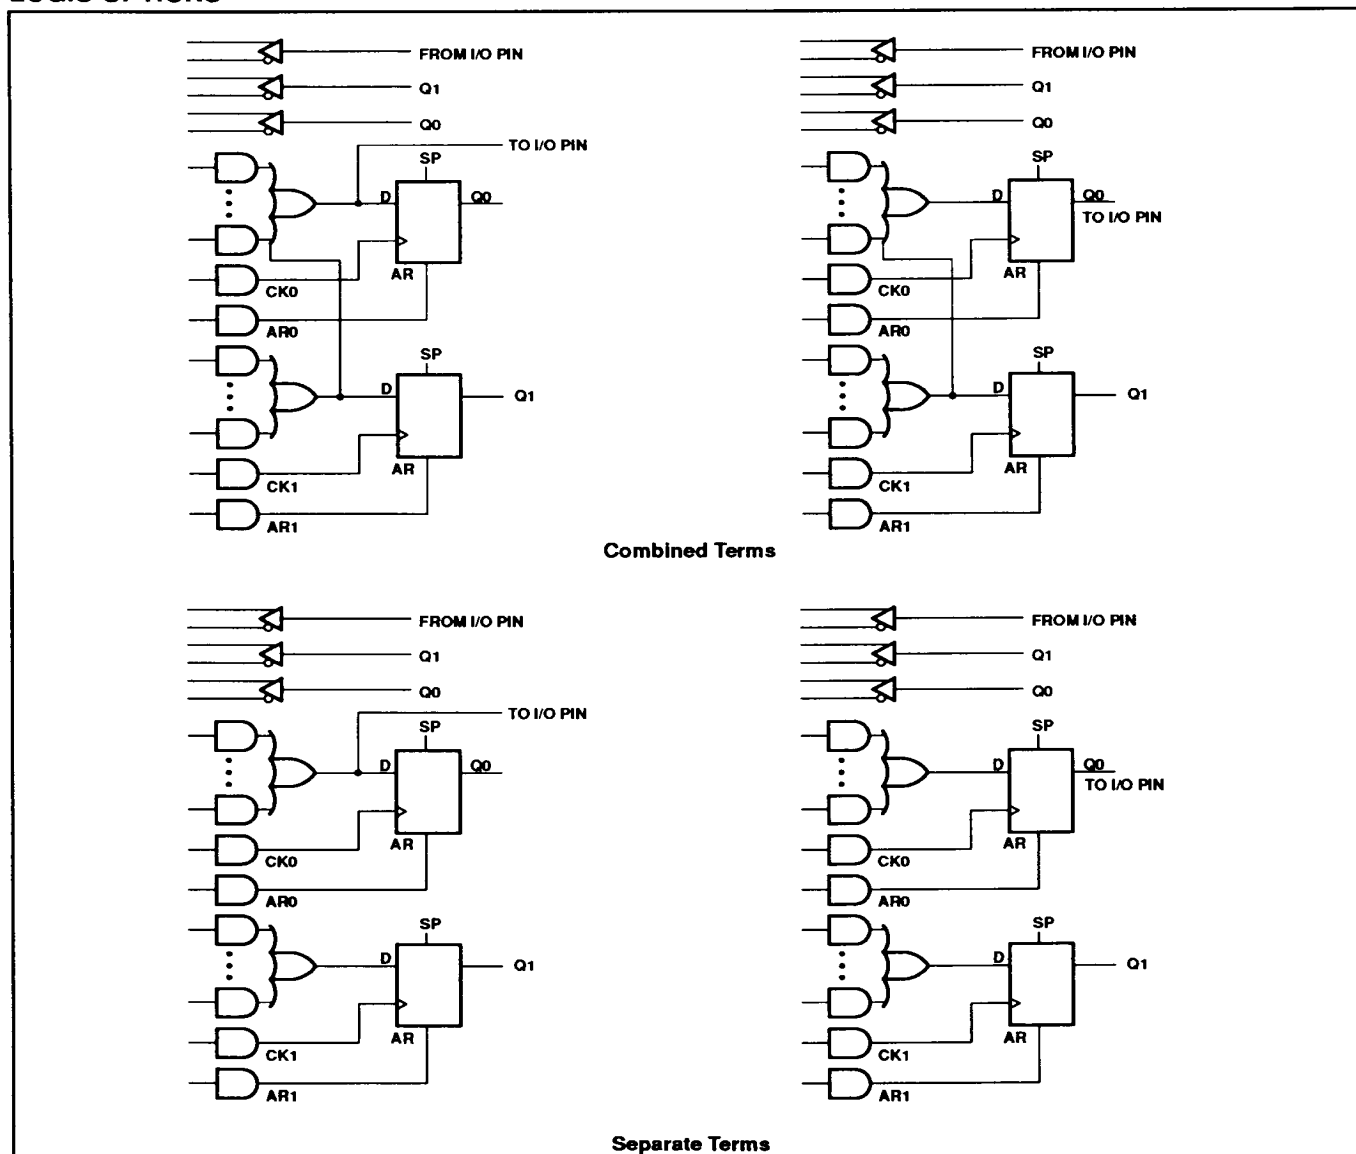 FROM I/O PIN
Q1
Q0
TO I/O PIN
SP
D
Q0
AR
CK0
AR0
SP
D
Q1
AR
CK1
AR1
FROM I/O PIN
Q1
Q0
SP
D
Q0
TO I/O PIN
AR
CK0
AR0
SP
D
Q1
AR
CK1
AR1
Combined Terms
FROM I/O PIN
Q1
Q0
TO I/O PIN
SP
D
Q0
AR
CK0
AR0
SP
D
Q1
AR
CK1
AR1
FROM I/O PIN
Q1
Q0
SP
D
Q0
TO I/O PIN
AR
CK0
AR0
SP
D
Q1
AR
CK1
AR1
Separate Terms